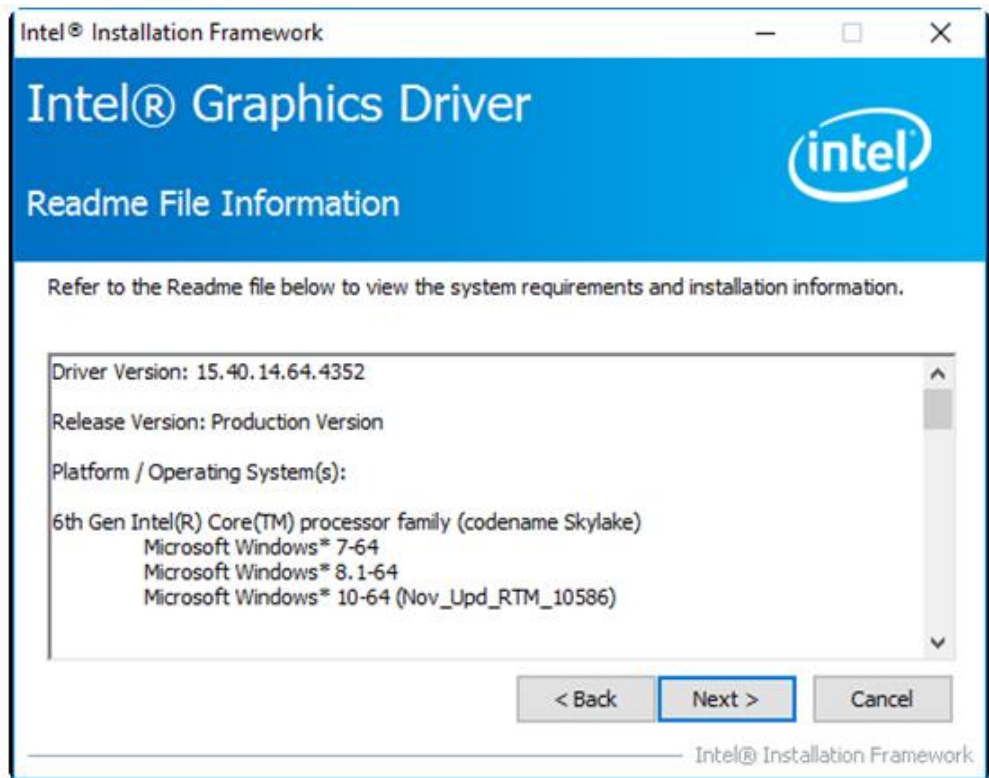 Intel® Installation Framework
Intel® Graphics Driver
intel
Readme File Information
Refer to the Readme file below to view the system requirements and installation information.
Driver Version: 15.40.14.64.4352
Release Version: Production Version
Platform / Operating System(s):
6th Gen Intel(R) Core(TM) processor family (codename Skylake)
Microsoft Windows* 7-64
Microsoft Windows* 8.1-64
Microsoft Windows* 10-64 (Nov_Upd_RTM_10586)
< Back Next > Cancel
Intel® Installation Framework